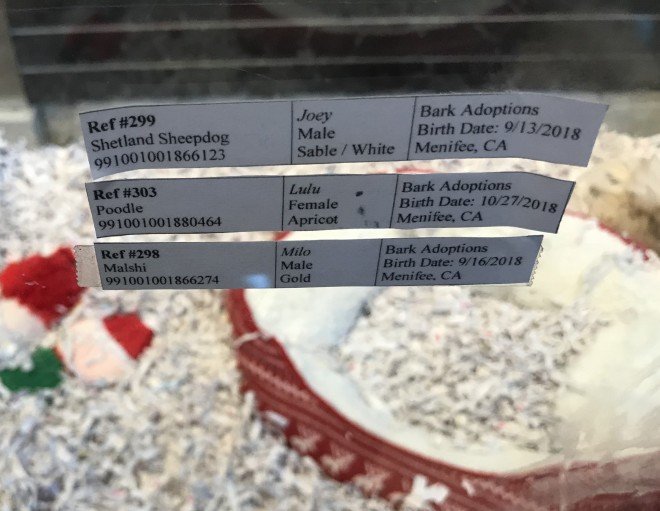 Ref #299 Joey Bark Adoptions
Shetland Sheepdog Male Birth Date: 9/13/2018
991001001866123 Sable / White Menifee, CA
Ref #303 Lulu Bark Adoptions
Poodle Female Birth Date: 10/27/2018
991001001880464 Apricot Menifee, CA
Ref #298 Milo Bark Adoptions
Malshi Male Birth Date: 9/16/2018
991001001866274 Gold Menifee, CA